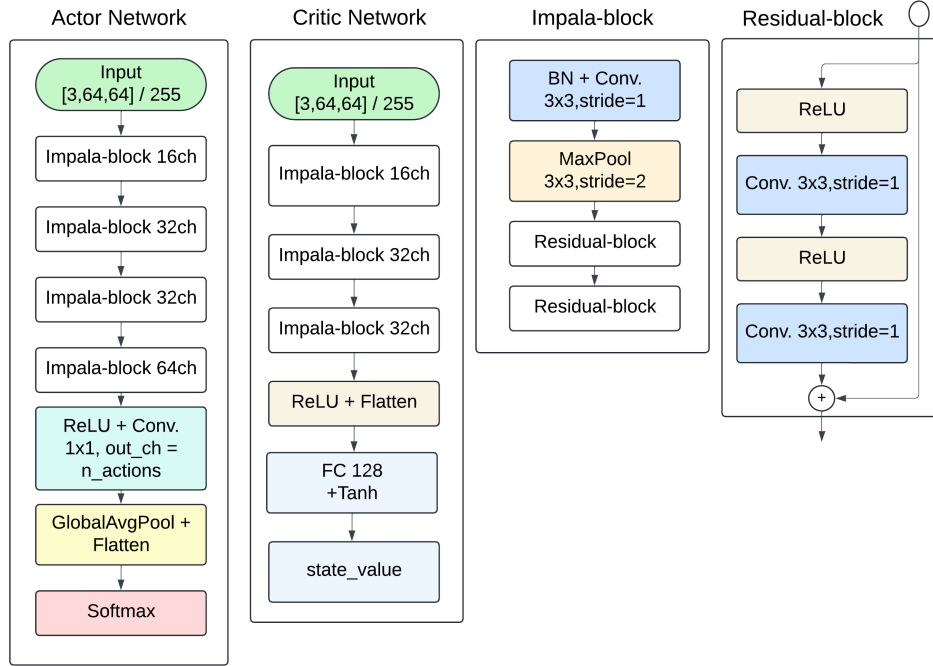 Actor Network
Input
[3,64,64] / 255
Impala-block 16ch
Impala-block 32ch
Impala-block 32ch
Impala-block 64ch
ReLU + Conv.
1x1, out_ch =
n_actions
GlobalAvgPool +
Flatten
Softmax
Critic Network
Input
[3,64,64] / 255
Impala-block 16ch
Impala-block 32ch
Impala-block 32ch
ReLU + Flatten
FC 128
+Tanh
state_value
Impala-block
BN + Conv.
3x3,stride=1
MaxPool
3x3,stride=2
Residual-block
Residual-block
Residual-block
ReLU
Conv. 3x3,stride=1
ReLU
Conv. 3x3,stride=1
+